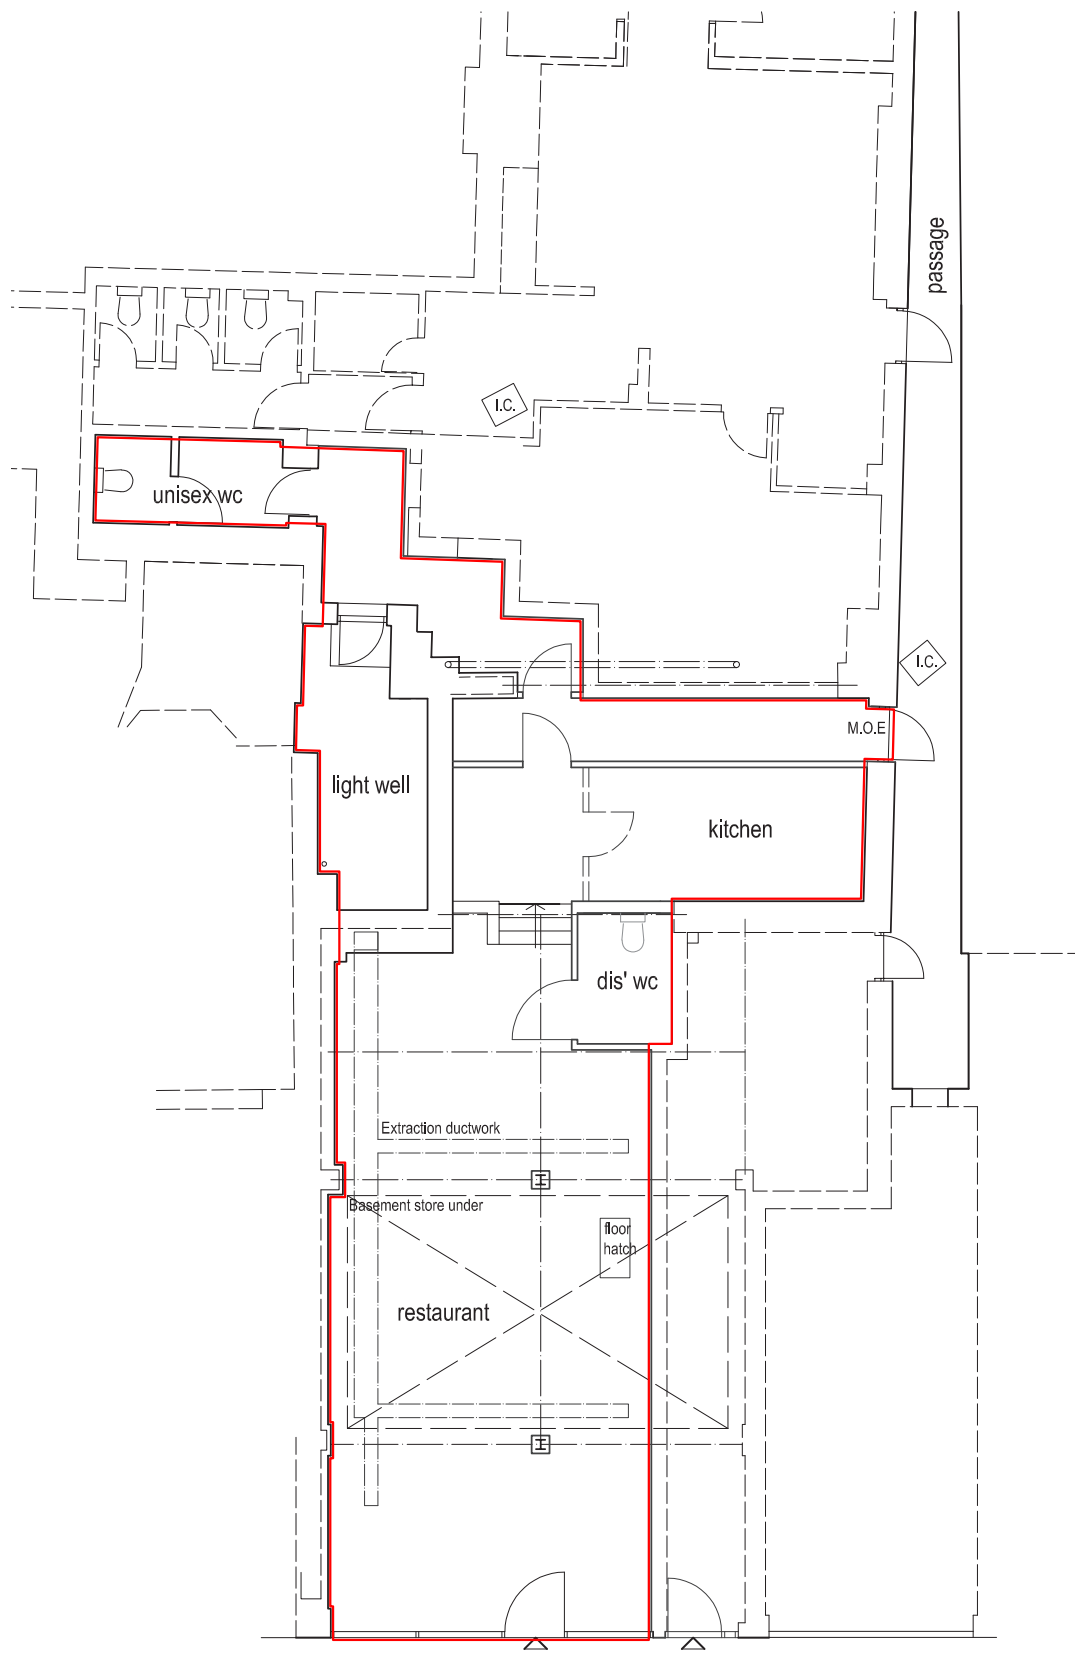 passage
I.C.
unisex wc
I.C.
M.O.E
light well
kitchen
dis' wc
Extraction ductwork
Basement store under
floor
hatch
restaurant